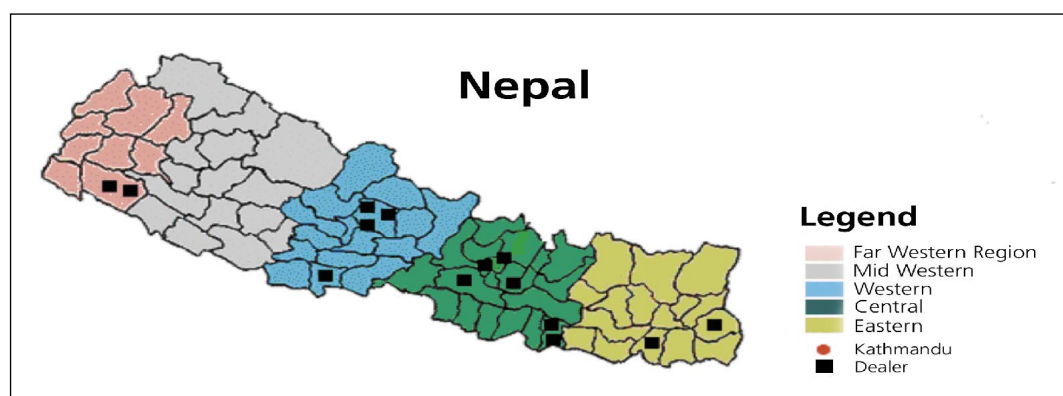 Nepal
Legend
Far Western Region
Mid Western
Western
Central
Eastern
Kathmandu
Dealer